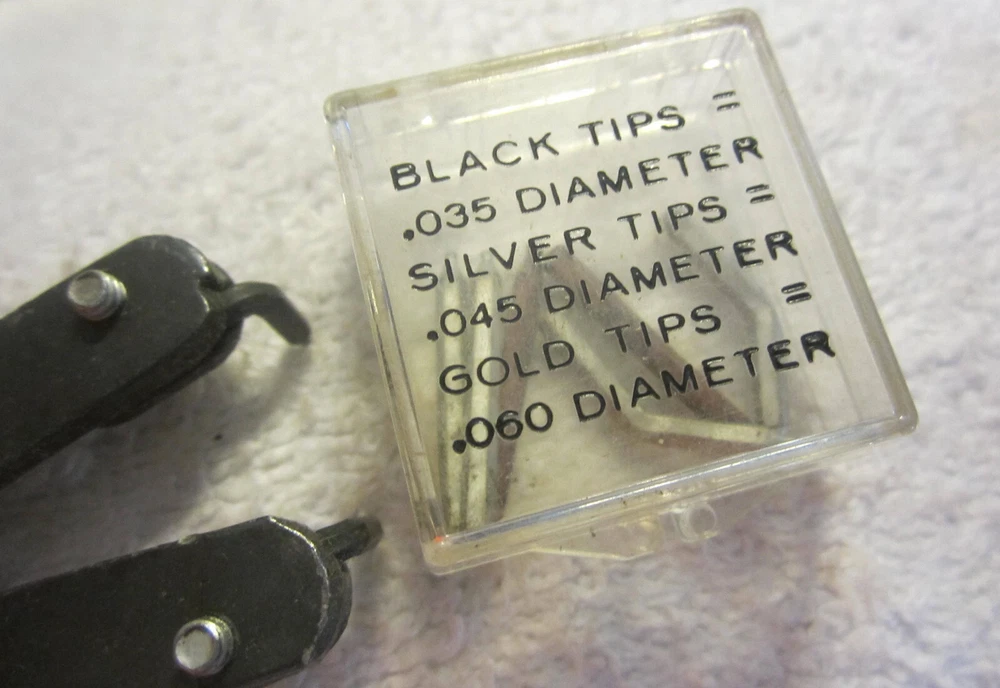 BLACK TIPS =
.035 DIAMETER
SILVER TIPS =
.045 DIAMETER
GOLD TIPS =
.060 DIAMETER